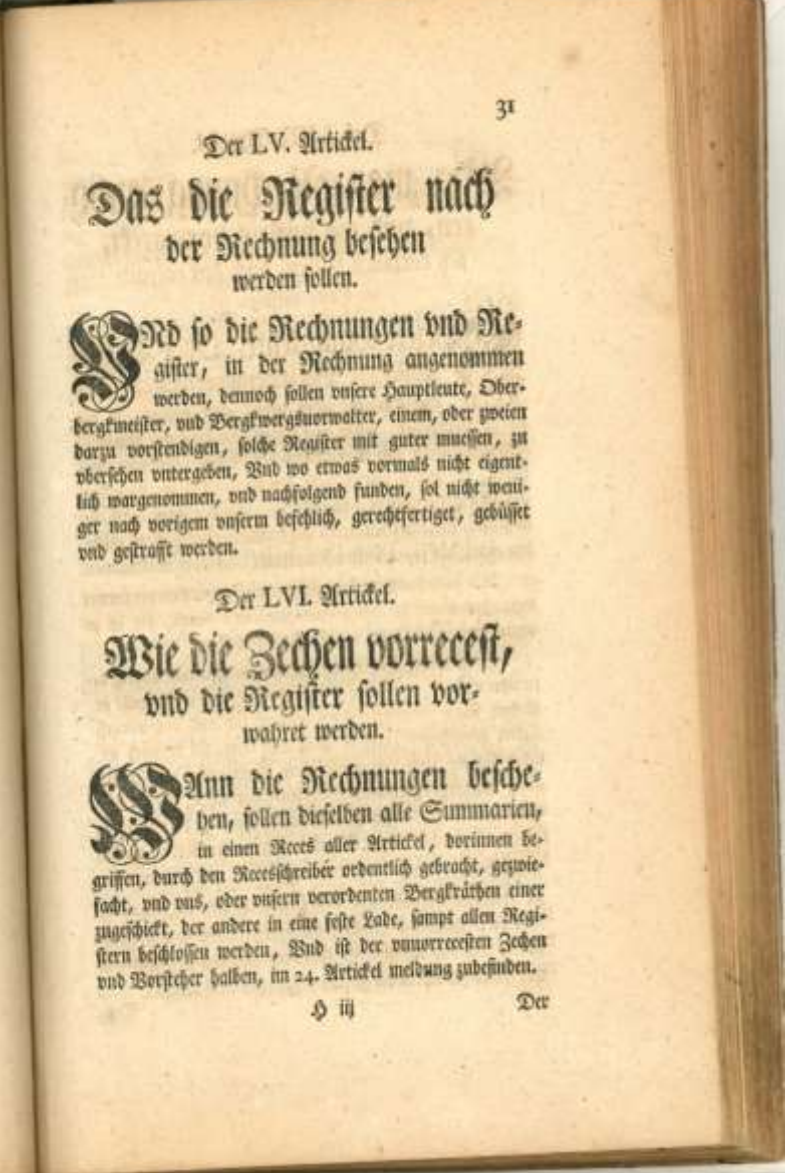 31
Der LV. Artickel.
Das die Register nach
der Rechnung besehen
werden sollen.
VNd so die Rechnungen vnd Re-
gister, in der Rechnung angenommen
werden, dennoch sollen vnsere Hauptleute, Ober-
bergkmeister, vnd Bergkwergsuorwalter, einem, oder zweien
darzu vorstendigen, solche Register mit guter muessen, zu
vbersehen vntergeben, Vnd wo etwas vormals nicht eigent-
lich wargenommen, vnd nachfolgend funden, sol nicht weni-
ger nach vorigem vnserm befehlich, gerechtfertiget, gebüsset
vnd gestrafft werden.
Der LVI. Artickel.
Wie die Zechen vorrecest,
vnd die Register sollen vor-
wahret werden.
WAnn die Rechnungen besche-
hen, sollen dieselben alle Summarien,
in einen Reces aller Artickel, dorinnen be-
griffen, durch den Recesschreiber ordentlich gebracht, gezwie-
facht, vnd vns, oder vnsern verordenten Bergkräthen einer
zugeschickt, der andere in eine feste Lade, sampt allen Regi-
stern beschlossen werden, Vnd ist der vnuorrecesten Zechen
vnd Vorsteher halben, im 24. Artickel meldung zubefinden.
H iij
Der